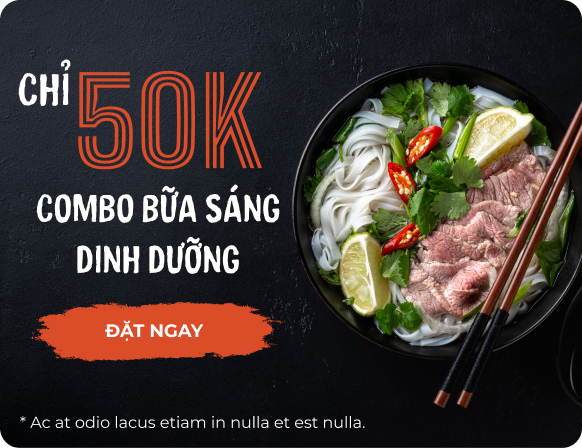 CHỈ 50K
COMBO BỮA SÁNG
DINH DƯỠNG
ĐẶT NGAY
* Ac at odio lacus etiam in nulla et est nulla.